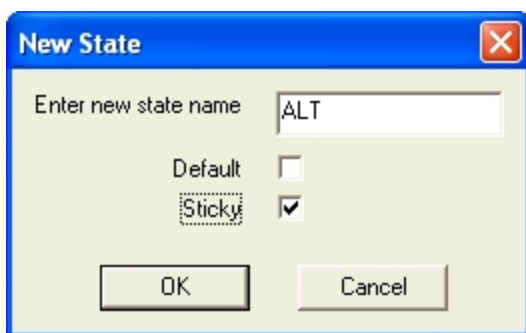 New State
Enter new state name ALT
Default
Sticky
OK Cancel